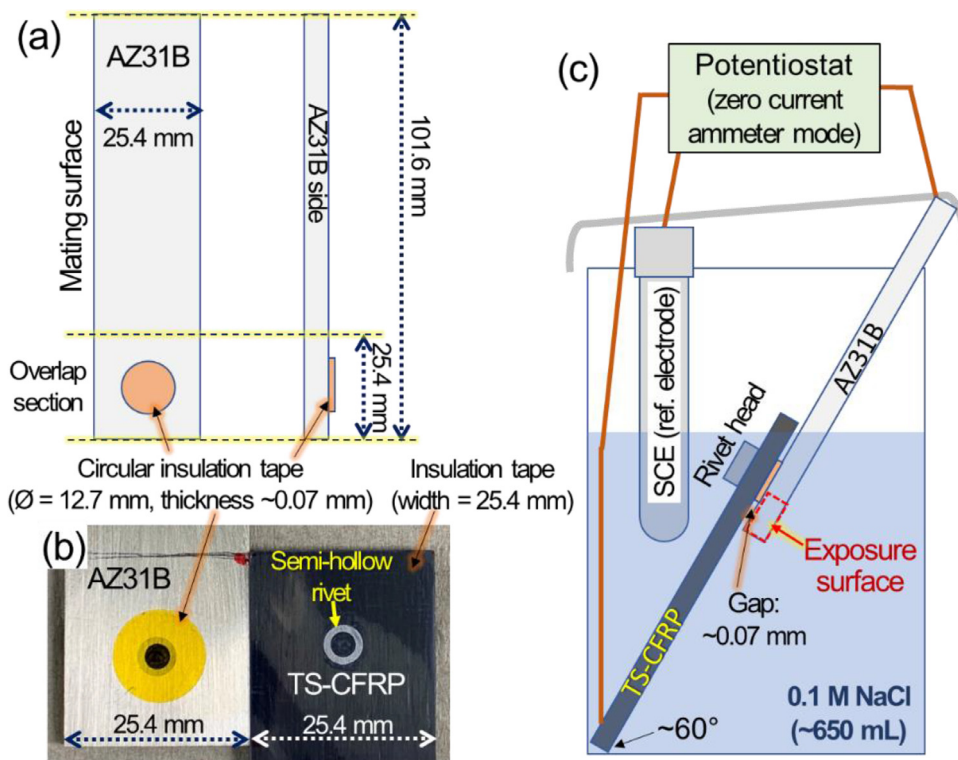 (a)
AZ31B
25.4 mm
Mating surface
AZ31B side
101.6 mm
25.4 mm
Overlap
section
Circular insulation tape
(Ø = 12.7 mm, thickness ~0.07 mm)
Insulation tape
(width = 25.4 mm)
(b)
AZ31B
Semi-hollow
rivet
TS-CFRP
25.4 mm
25.4 mm
(c)
Potentiostat
(zero current
ammeter mode)
SCE (ref. electrode)
Rivet head
AZ31B
Exposure
surface
Gap:
~0.07 mm
TS-CFRP
~60°
0.1 M NaCl
(~650 mL)